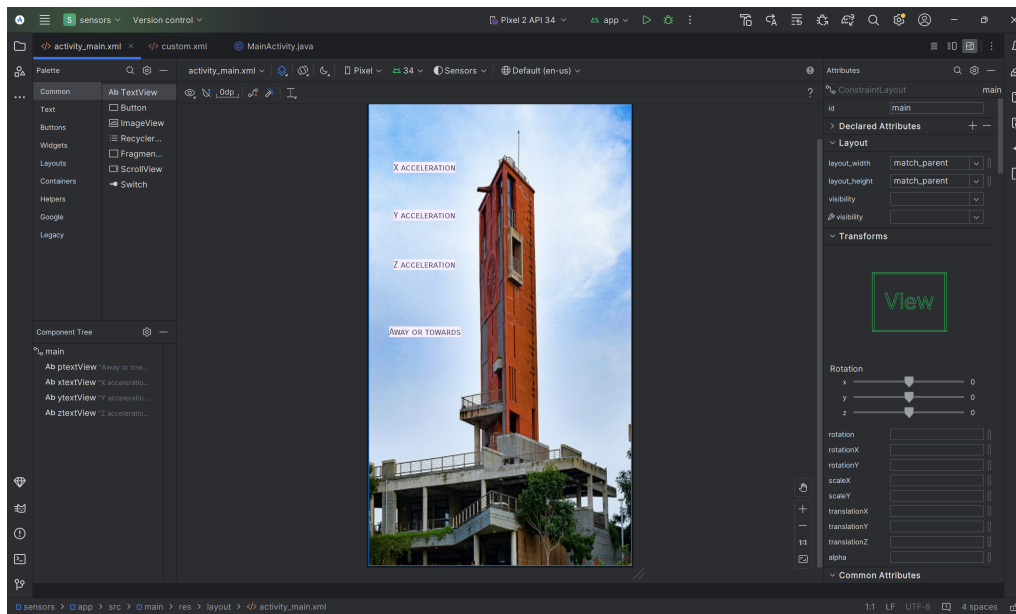 S sensors Version control Pixel 2 API 34 app
activity_main.xml custom.xml MainActivity.java
Palette activity_main.xml Pixel 34 Sensors Default (en-us) Attributes
Common Ab TextView 0dp ? ConstraintLayout main
Text Button id main
Buttons ImageView Declared Attributes
Widgets Recycler... Layout
Layouts Fragmen... layout_width match_parent
Containers ScrollView layout_height match_parent
Helpers Switch visibility
Google visibility
Legacy Transforms
X ACCELERATION
Y ACCELERATION
Z ACCELERATION
AWAY OR TOWARDS
View
Component Tree
main
Ab ptextView "Away or tow...
Ab xtextView "X acceleratio...
Ab ytextView "Y acceleratio...
Ab ztextView "Z acceleratio...
Rotation
x 0
y 0
z 0
rotation
rotationX
rotationY
scaleX
scaleY
translationX
translationY
translationZ
alpha
1:1
Common Attributes
sensors > app > src > main > res > layout > activity_main.xml 1:1 LF UTF-8 4 spaces